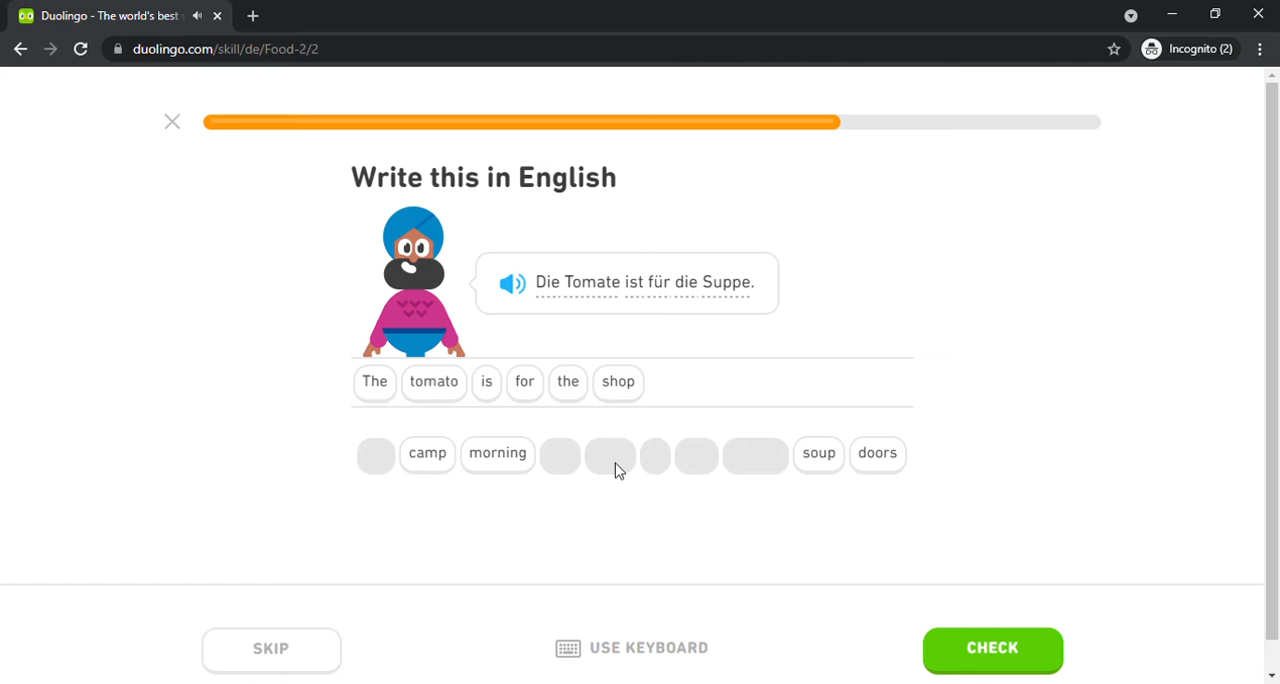 Duolingo - The world's best
duolingo.com/skill/de/Food-2/2
Incognito (2)
Write this in English
Die Tomate ist für die Suppe.
The tomato is for the shop
camp morning soup doors
SKIP
USE KEYBOARD
CHECK